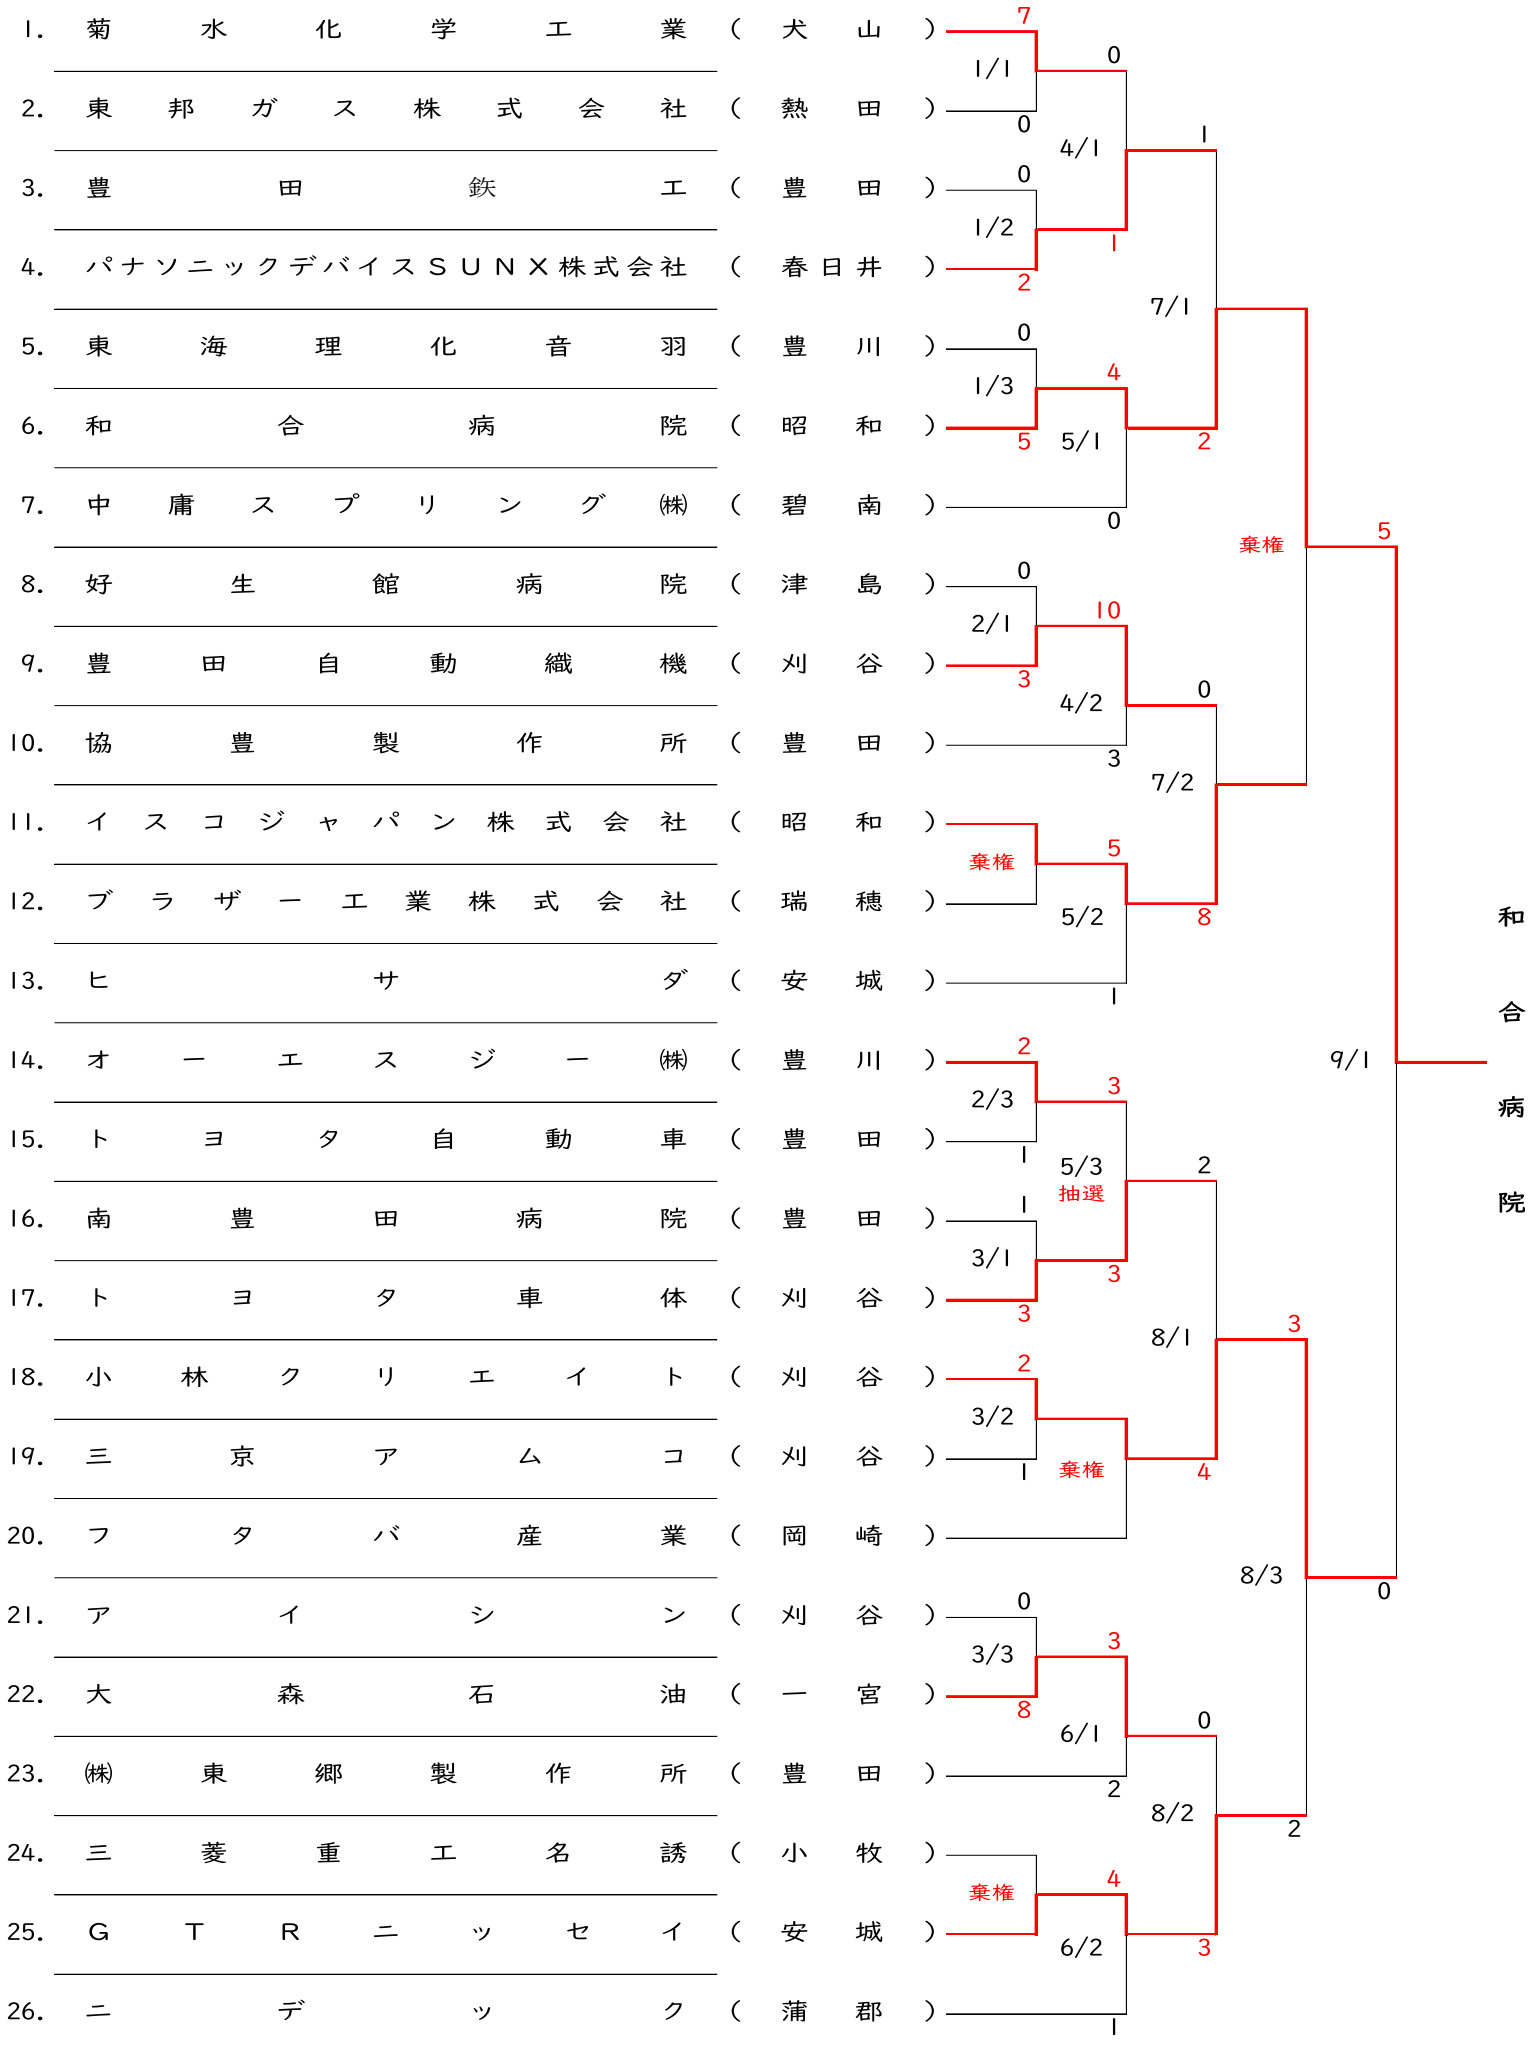 1. 菊水化学工業 (犬山) 7
0
1/1
2. 東邦ガス株式会社 (熱田)
0
4/1
1
3. 豊田鉃工 (豊田) 0
1/2
1
4. パナソニックデバイスSUNX株式会社 (春日井)
2
7/1
5. 東海理化音羽 (豊川) 0
1/3
4
6. 和合病院 (昭和)
5
5/1
2
7. 中庸スプリング㈱ (碧南)
0
棄権
5
8. 好生館病院 (津島) 0
2/1
10
9. 豊田自動織機 (刈谷)
3
4/2
0
10. 協豊製作所 (豊田)
3
7/2
11. イスコジャパン株式会社 (昭和)
棄権
5
12. ブラザー工業株式会社 (瑞穂)
5/2
8
13. ヒサダ (安城)
1
14. オーエスジー㈱ (豊川) 2
2/3
3
9/1
和合病院
15. トヨタ自動車 (豊田)
1
5/3
抽選
2
16. 南豊田病院 (豊田) 1
3/1
3
17. トヨタ車体 (刈谷)
3
8/1
3
18. 小林クリエイト (刈谷) 2
3/2
19. 三京アムコ (刈谷)
1
棄権
4
20. フタバ産業 (岡崎)
8/3
0
21. アイシン (刈谷) 0
3/3
3
22. 大森石油 (一宮)
8
6/1
0
23. ㈱東郷製作所 (豊田)
2
8/2
2
24. 三菱重工名誘 (小牧)
棄権
4
25. GTRニッセイ (安城)
6/2
3
26. ニデック (蒲郡)
1